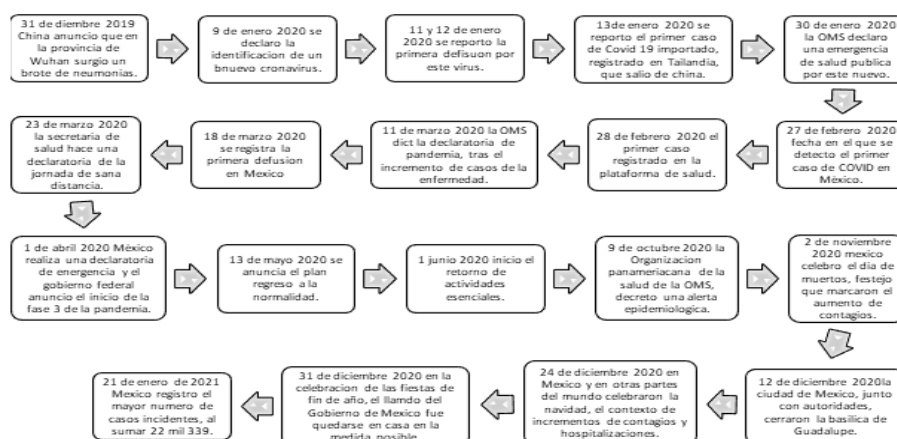 31 de diembre 2019
China anuncio que en
la provincia de
Wuhan surgio un
brote de neumonias.
9 de enero 2020 se
declaro la
identificacion de un
bnuevo cronavirus.
11 y 12 de enero
2020 se reporto la
primera defisuon por
este virus.
13de enero 2020 se
reporto el primer caso
de Covid 19 importado,
registrado en Tailandia,
que salio de china.
30 de enero 2020
la OMS declaro
una emergencia
de salud publica
por este nuevo.
27 de febrero 2020
fecha en el que se
detecto el primer
caso de COVID en
México.
28 de febrero 2020 el
primer caso
registrado en la
plataforma de salud.
11 de marzo 2020 la OMS
dict la declaratoria de
pandemia, tras el
incremento de casos de la
enfermedad.
18 de marzo 2020
se registra la
primera defusion
en Mexico
23 de marzo 2020
la secretaria de
salud hace una
declaratoria de la
jornada de sana
distancia.
1 de abril 2020 México
realiza una declaratoria
de emergencia y el
gobierno federal
anuncio el inicio de la
fase 3 de la pandemia.
13 de mayo 2020 se
anuncia el plan
regreso a la
normalidad.
1 junio 2020 inicio el
retorno de
actividades
esenciales.
9 de octubre 2020 la
Organizacion
panameriacana de la
salud de la OMS,
decreto una alerta
epidemiologica.
2 de noviembre
2020 mexico
celebro el dia de
muertos, festejo
que marcaron el
aumento de
contagios.
12 de diciembre 2020la
ciudad de Mexico, junto
con autoridades,
cerraron la basilica de
Guadalupe.
24 de diciembre 2020 en
Mexico y en otras partes
del mundo celebraron la
navidad, el contexto de
incrementos de contagios y
hospitalizaciones.
31 de diciembre 2020 en la
celebracion de las fiestas de
fin de año, el llamdo del
Gobierno de Mexico fue
quedarse en casa en la
medida posible
21 de enero de 2021
Mexico registro el
mayor numero de
casos incidentes, al
sumar 22 mil 339.